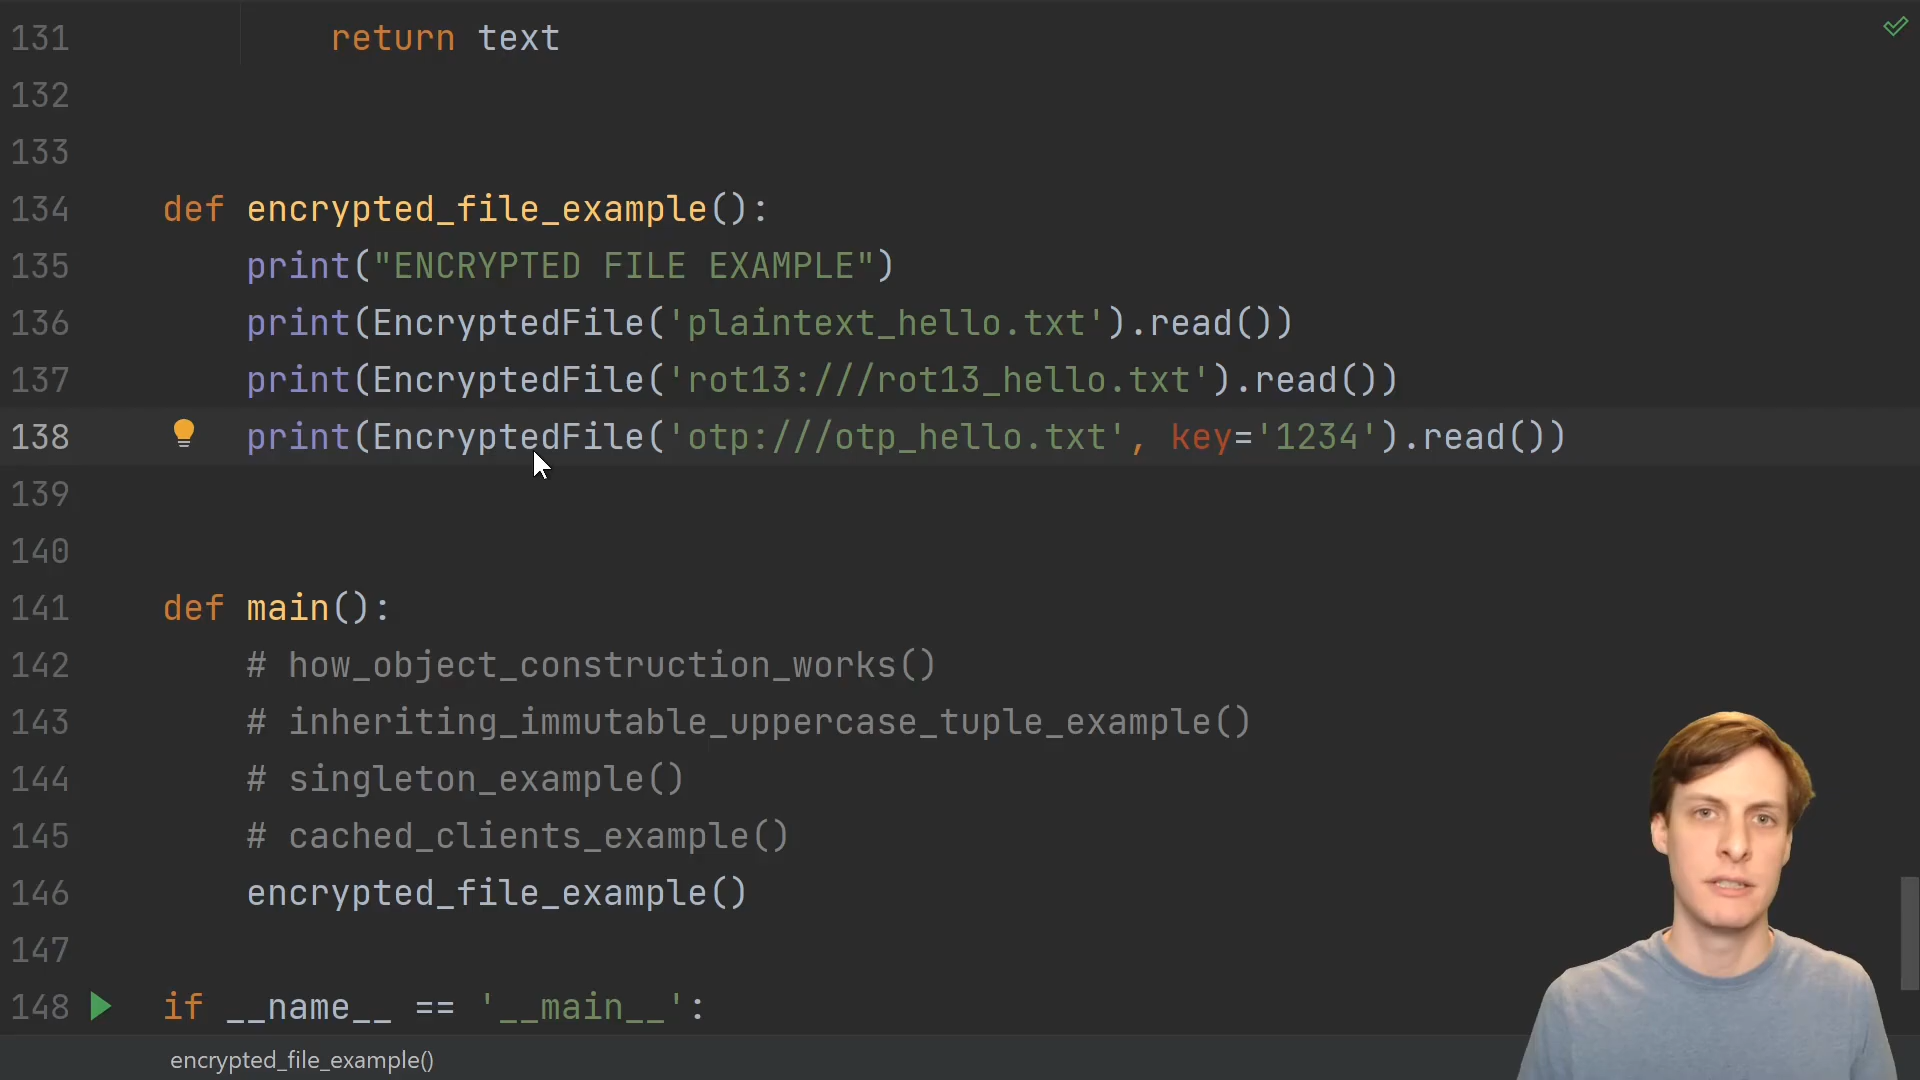 131 return text
132
133
134 def encrypted_file_example():
135 print("ENCRYPTED FILE EXAMPLE")
136 print(EncryptedFile('plaintext_hello.txt').read())
137 print(EncryptedFile('rot13:///rot13_hello.txt').read())
138 print(EncryptedFile('otp:///otp_hello.txt', key='1234').read())
139
140
141 def main():
142 # how_object_construction_works()
143 # inheriting_immutable_uppercase_tuple_example()
144 # singleton_example()
145 # cached_clients_example()
146 encrypted_file_example()
147
148 if __name__ == '__main__':
encrypted_file_example()